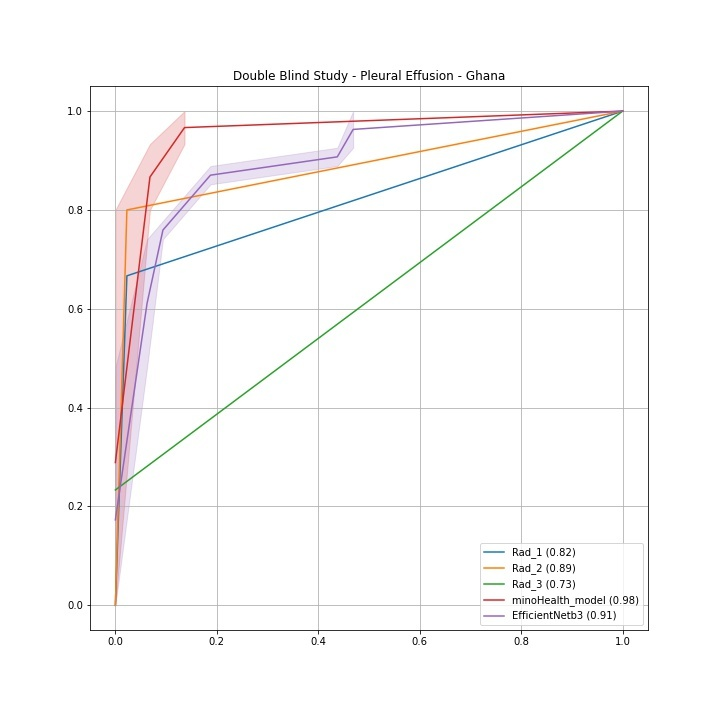 Double Blind Study - Pleural Effusion - Ghana
1.0
0.8
0.6
0.4
0.2
0.0
0.0 0.2 0.4 0.6 0.8 1.0
Rad_1 (0.82)
Rad_2 (0.89)
Rad_3 (0.73)
minoHealth_model (0.98)
EfficientNetb3 (0.91)